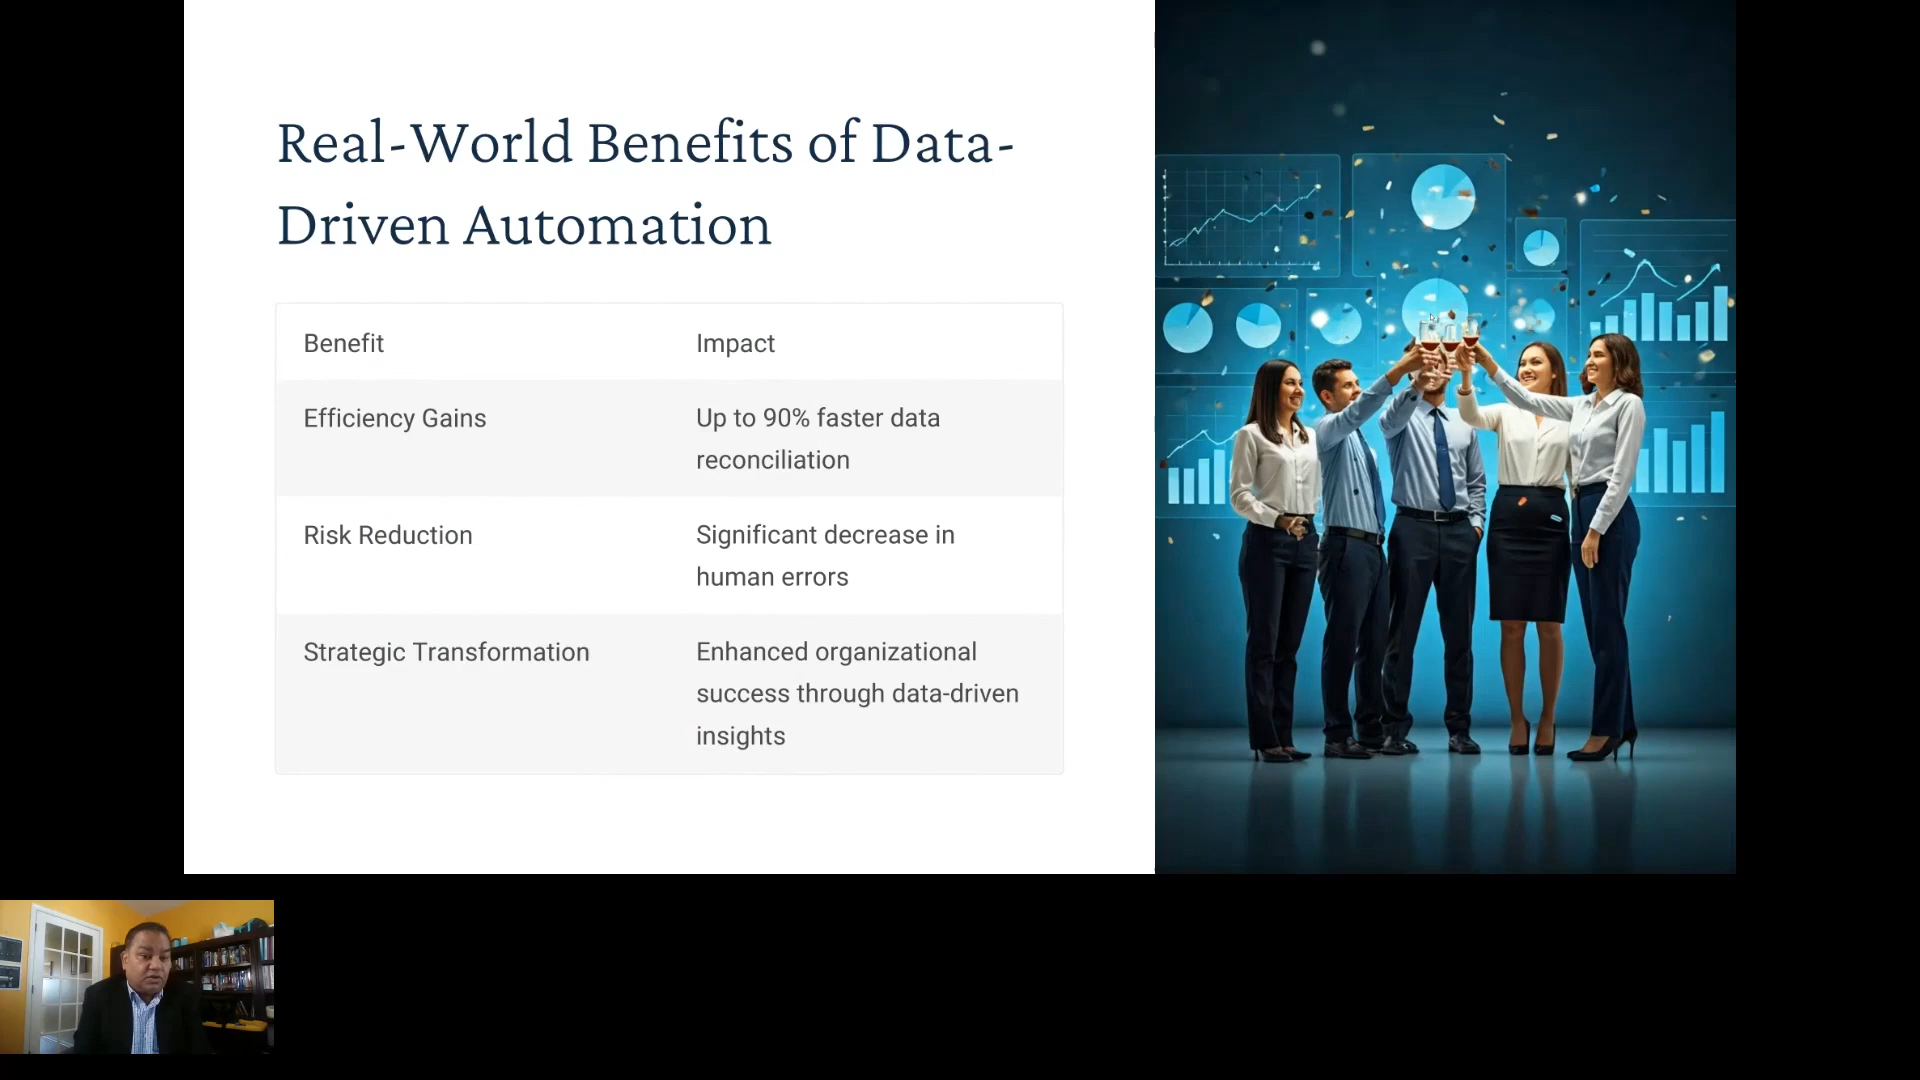 Real-World Benefits of Data-
Driven Automation
Benefit
Impact
Efficiency Gains
Up to 90% faster data
reconciliation
Risk Reduction
Significant decrease in
human errors
Strategic Transformation
Enhanced organizational
success through data-driven
insights